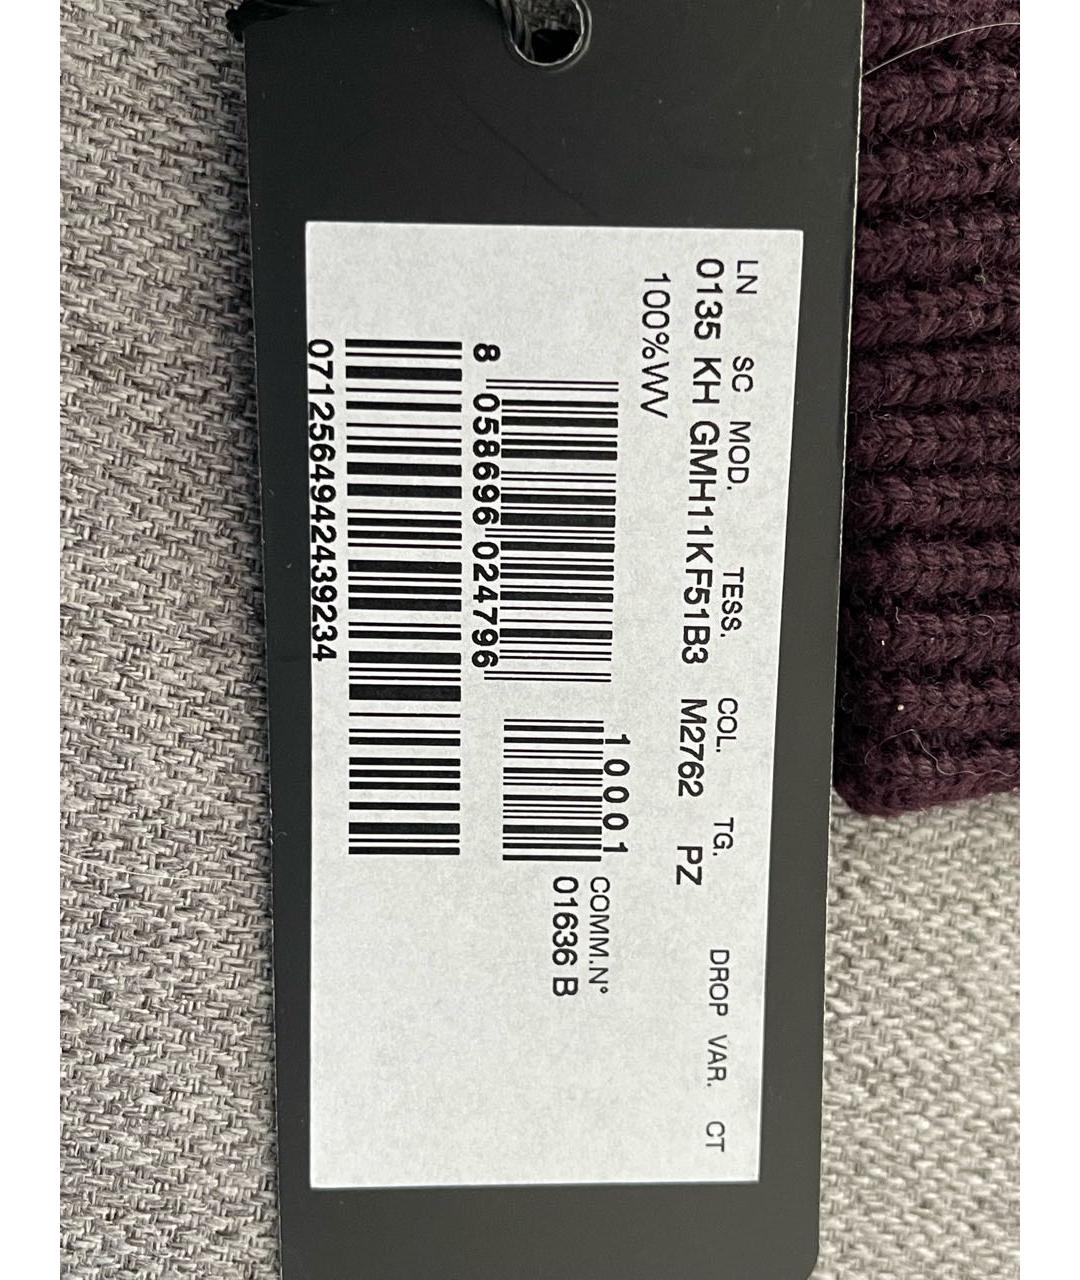 LN SC MOD. TESS. COL. TG. DROP VAR. CT
0135 KH GMH11KF51B3 M2762 PZ
100%WV
10001
COMM.N°
01636 B
8 058696 024796
0712564942439234